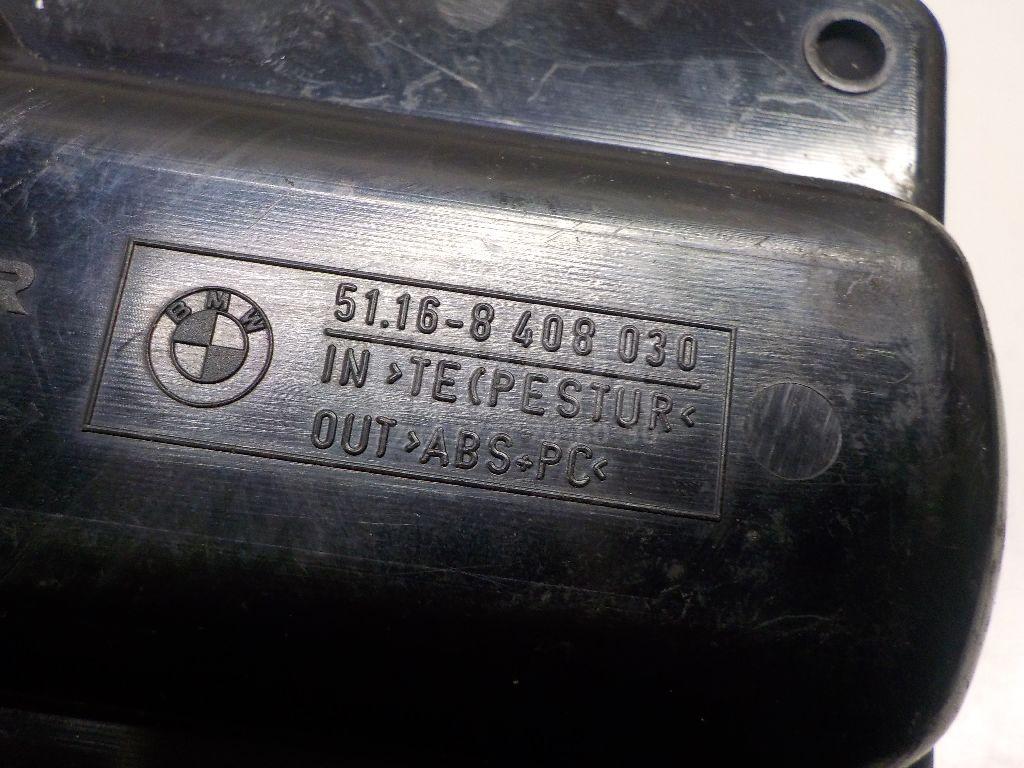 BMW
51.16-8 408 030
IN >TE(PESTUR<
OUT >ABS+PC<